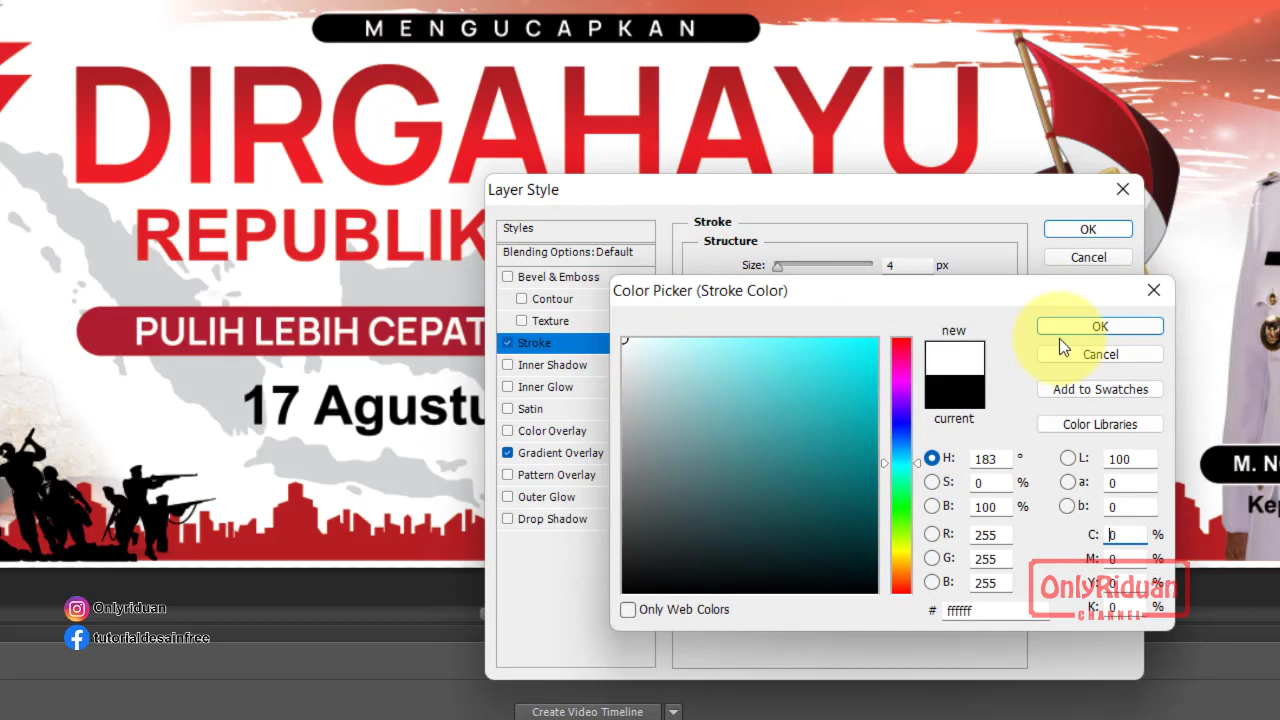 MENGUCAPKAN
DIRGAHAYU
REPUBLIK
PULIH LEBIH CEPAT
17 Agustu
M. N
Kep
Layer Style
Styles
Blending Options:Default
Bevel & Emboss
Contour
Texture
Stroke
Inner Shadow
Inner Glow
Satin
Color Overlay
Gradient Overlay
Pattern Overlay
Outer Glow
Drop Shadow
Stroke
Structure
Size: 4 px
OK
Cancel
Color Picker (Stroke Color)
new
current
OK
Cancel
Add to Swatches
Color Libraries
H: 183 °
S: 0 %
B: 100 %
R: 255
G: 255
B: 255
L: 100
a: 0
b: 0
C: 0 %
M: 0 %
Y: 0 %
K: 0 %
Only Web Colors
# ffffff
OnlyRiduan
CHANNEL
Onlyriduan
tutorialdesainfree
Create Video Timeline